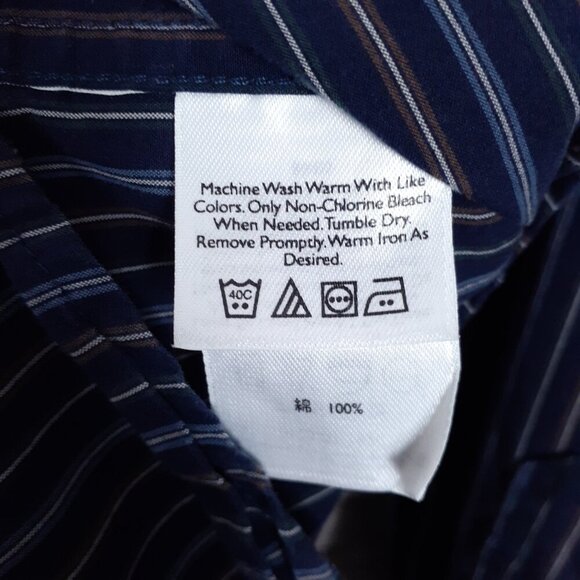 Machine Wash Warm With Like
Colors. Only Non-Chlorine Bleach
When Needed. Tumble Dry.
Remove Promptly. Warm Iron As
Desired.
40C
綿 100%